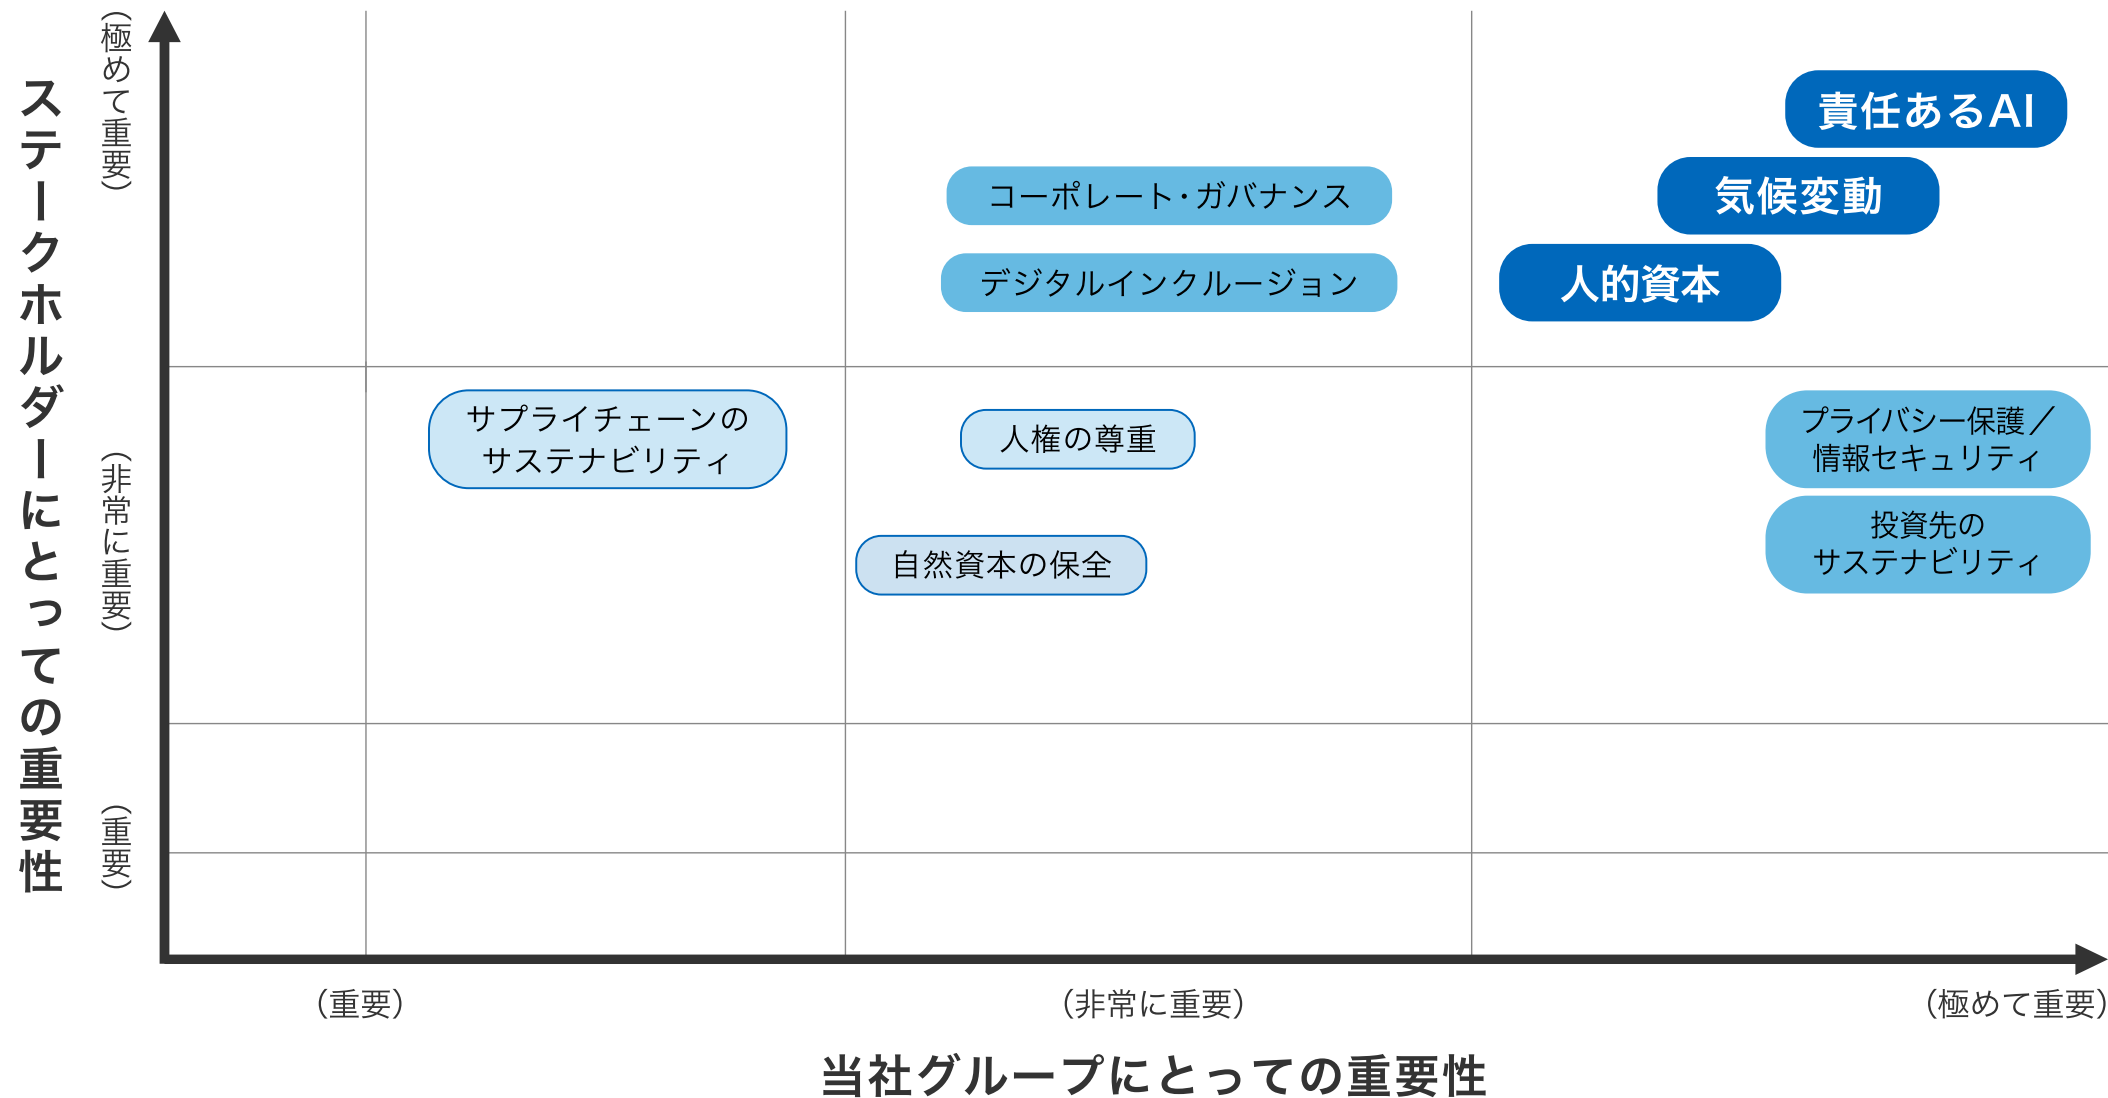 ステークホルダーにとっての重要性
（極めて重要）
（非常に重要）
（重要）
責任あるAI
気候変動
人的資本
コーポレート・ガバナンス
デジタルインクルージョン
サプライチェーンの
サステナビリティ
人権の尊重
自然資本の保全
プライバシー保護／
情報セキュリティ
投資先の
サステナビリティ
（重要）
（非常に重要）
（極めて重要）
当社グループにとっての重要性